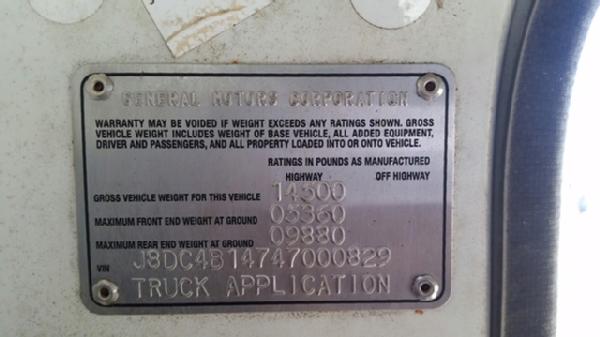 GENERAL MOTORS CORPORATION
WARRANTY MAY BE VOIDED IF WEIGHT EXCEEDS ANY RATINGS SHOWN. GROSS
VEHICLE WEIGHT INCLUDES WEIGHT OF BASE VEHICLE, ALL ADDED EQUIPMENT,
DRIVER AND PASSENGERS, AND ALL PROPERTY LOADED INTO OR ONTO VEHICLE.
RATINGS IN POUNDS AS MANUFACTURED
HIGHWAY OFF HIGHWAY
GROSS VEHICLE WEIGHT FOR THIS VEHICLE 14500
MAXIMUM FRONT END WEIGHT AT GROUND 05360
MAXIMUM REAR END WEIGHT AT GROUND 09880
VIN J8DC4B14747000829
TRUCK APPLICATION